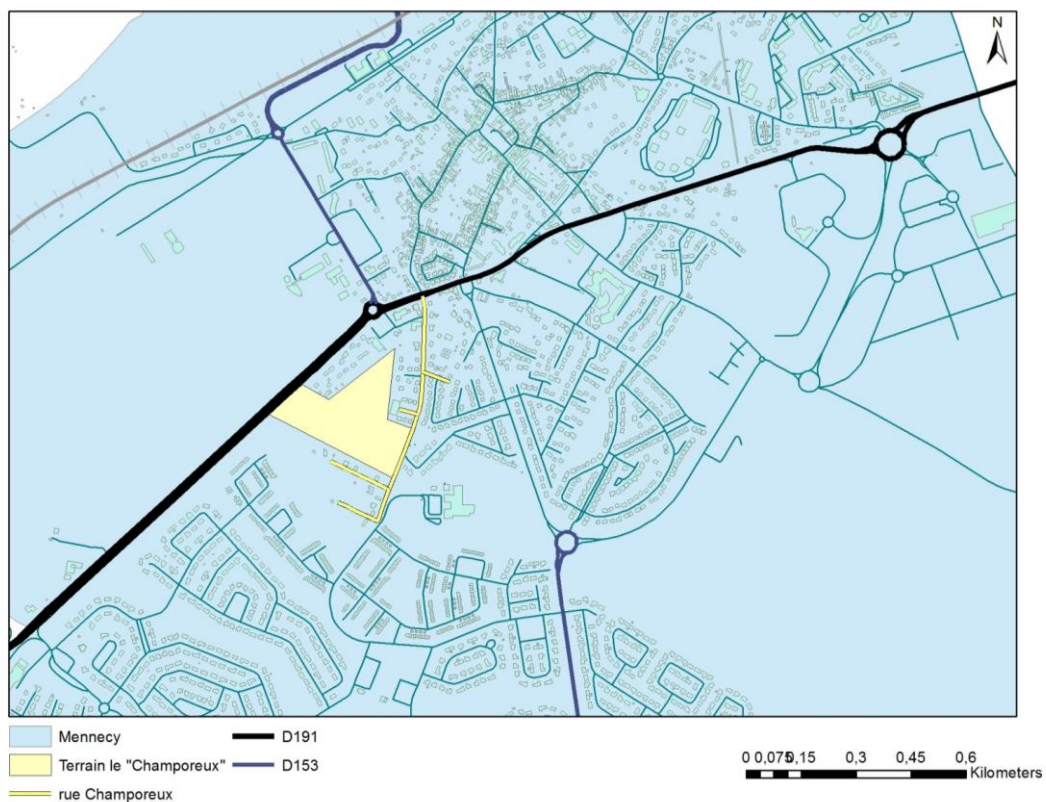 N
Mennecy
D191
Terrain le "Champoreux"
D153
rue Champoreux
0 0,075 0,15 0,3 0,45 0,6
Kilometers